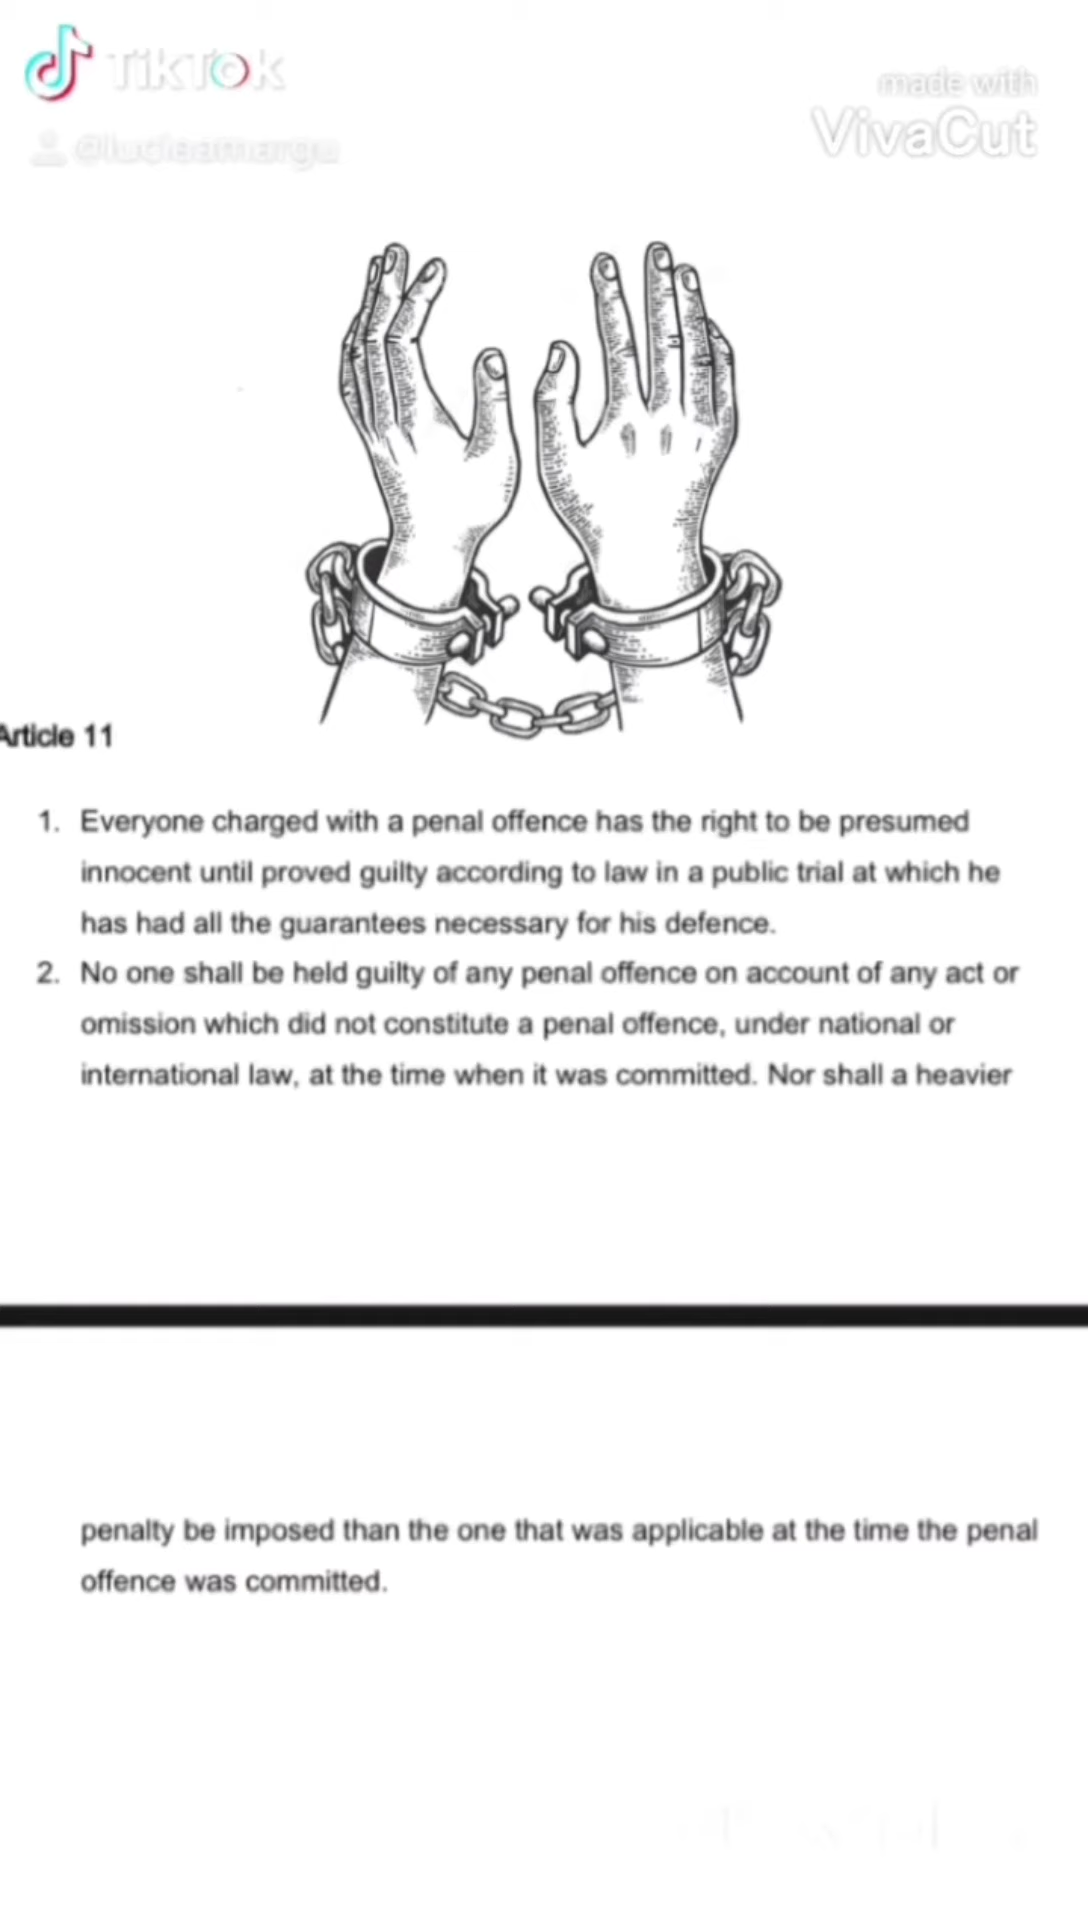 TikTok
made with
VivaCut
Article 11
1. Everyone charged with a penal offence has the right to be presumed
innocent until proved guilty according to law in a public trial at which he
has had all the guarantees necessary for his defence.
2. No one shall be held guilty of any penal offence on account of any act or
omission which did not constitute a penal offence, under national or
international law, at the time when it was committed. Nor shall a heavier
penalty be imposed than the one that was applicable at the time the penal
offence was committed.